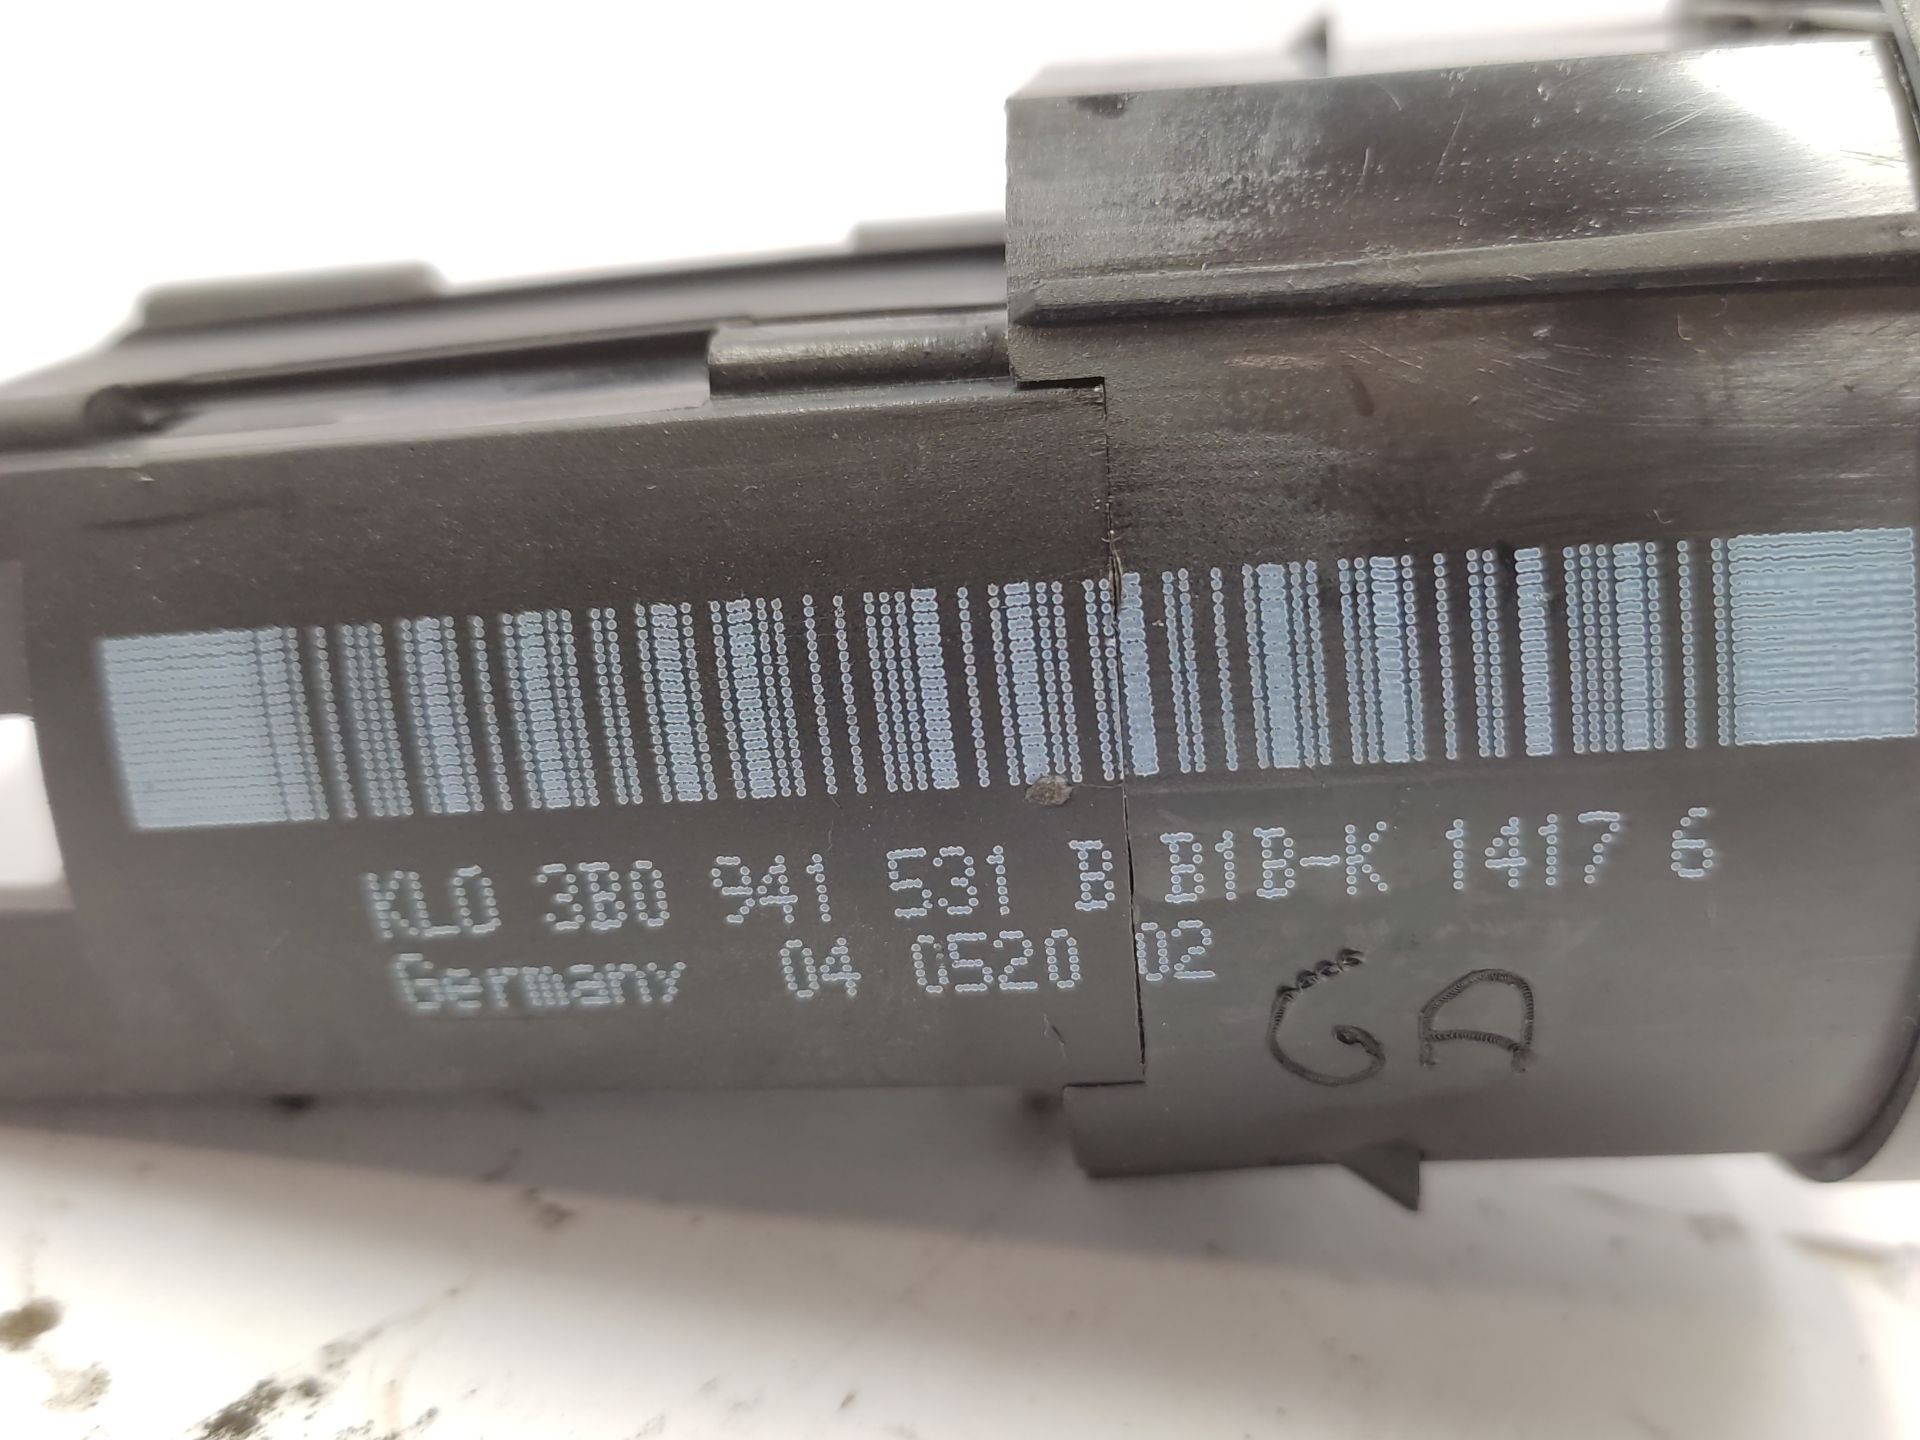 KLO 3B0 941 531 B B1B-K 1417 6
Germany 04 0520 02
GA